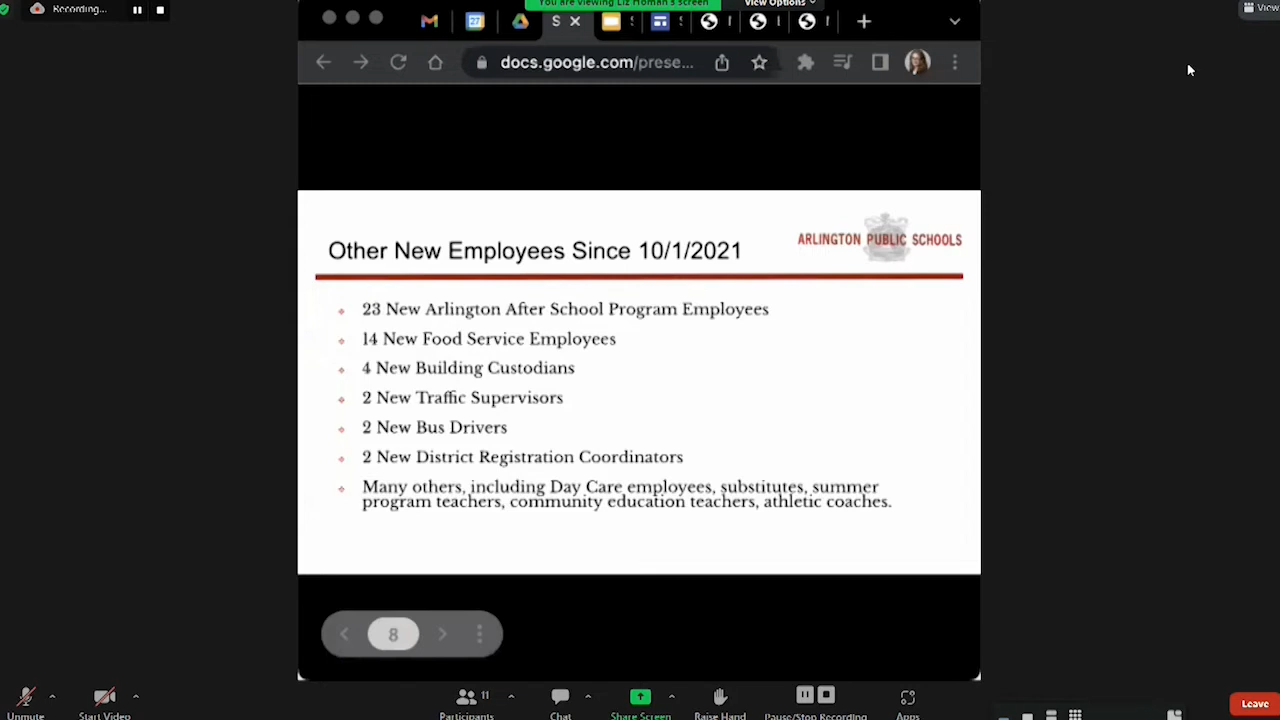 Recording...
You are viewing Liz Homan's screen
View Options
View
27
S
docs.google.com/prese...
ARLINGTON PUBLIC SCHOOLS
Other New Employees Since 10/1/2021
23 New Arlington After School Program Employees
14 New Food Service Employees
4 New Building Custodians
2 New Traffic Supervisors
2 New Bus Drivers
2 New District Registration Coordinators
Many others, including Day Care employees, substitutes, summer
program teachers, community education teachers, athletic coaches.
8
11
Unmute
Start Video
Participants
Chat
Share Screen
Raise Hand
Pause/Stop Recording
Apps
Leave